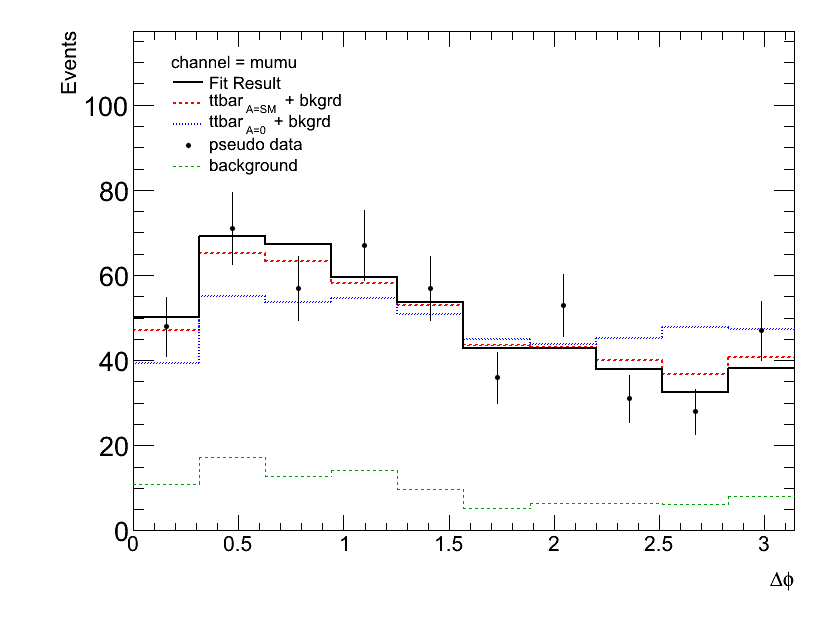 Events
channel = mumu
Fit Result
ttbar A=SM + bkgrd
ttbar A=0 + bkgrd
pseudo data
background
100
80
60
40
20
0
0 0.5 1 1.5 2 2.5 3
Δϕ